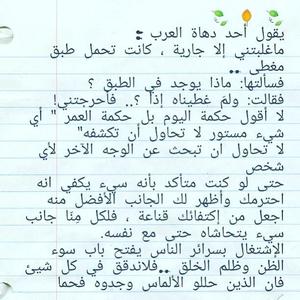 يقول أحد دهاة العرب :
ماغلبتني إلا جارية ، كانت تحمل طبق
مغطى ..
فسألتها: ماذا يوجد في الطبق ؟
فقالت: ولمَ غطيناه إذا ؟.. فأحرجتني!
لا أقول حكمة اليوم بل حكمة العمر " أي
شيء مستور لا تحاول أن تكشفه"
لا تحاول ان تبحث عن الوجه الآخر لأي
شخص
حتى لو كنت متأكد بأنه سيء يكفي انه
احترمك وأظهر لك الجانب الأفضل منه
اجعل من إكتفائك قناعة ، فلكل مِنّا جانب
سيء يتحاشاه حتى مع نفسه.
الإشتغال بسرائر الناس يفتح باب سوء
الظن وظلم الخلق ..فلاندقق في كل شيئ
فان الذين حللو الألماس وجدوه فحما